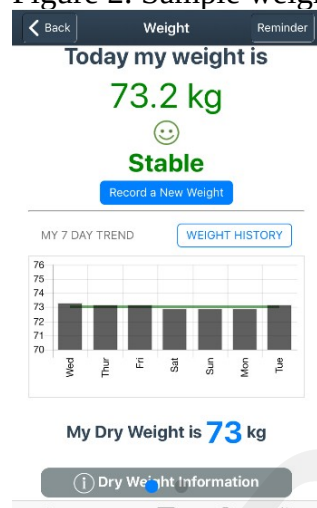 Figure 2. Sample weig
Back Weight Reminder
Today my weight is
73.2 kg
Stable
Record a New Weight
MY 7 DAY TREND WEIGHT HISTORY
76
75
74
73
72
71
70
Wed Thur Fri Sat Sun Mon Tue
My Dry Weight is 73 kg
Dry Weight Information